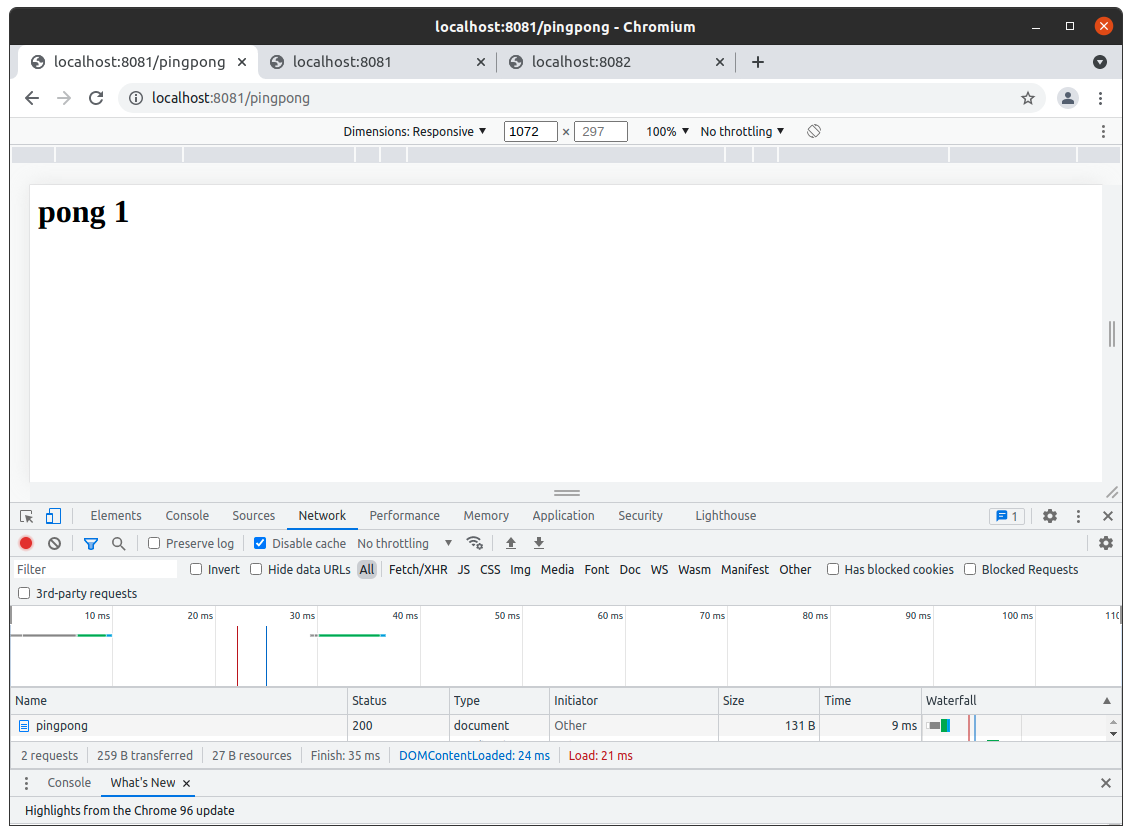 localhost:8081/pingpong - Chromium
localhost:8081/pingpong localhost:8081 localhost:8082
localhost:8081/pingpong
Dimensions: Responsive 1072 × 297 100% No throttling
pong 1
Elements Console Sources Network Performance Memory Application Security Lighthouse 1
Preserve log Disable cache No throttling
Filter Invert Hide data URLs All Fetch/XHR JS CSS Img Media Font Doc WS Wasm Manifest Other Has blocked cookies Blocked Requests
3rd-party requests
10 ms 20 ms 30 ms 40 ms 50 ms 60 ms 70 ms 80 ms 90 ms 100 ms 110
Name Status Type Initiator Size Time Waterfall
pingpong 200 document Other 131 B 9 ms
2 requests 259 B transferred 27 B resources Finish: 35 ms DOMContentLoaded: 24 ms Load: 21 ms
Console What's New
Highlights from the Chrome 96 update